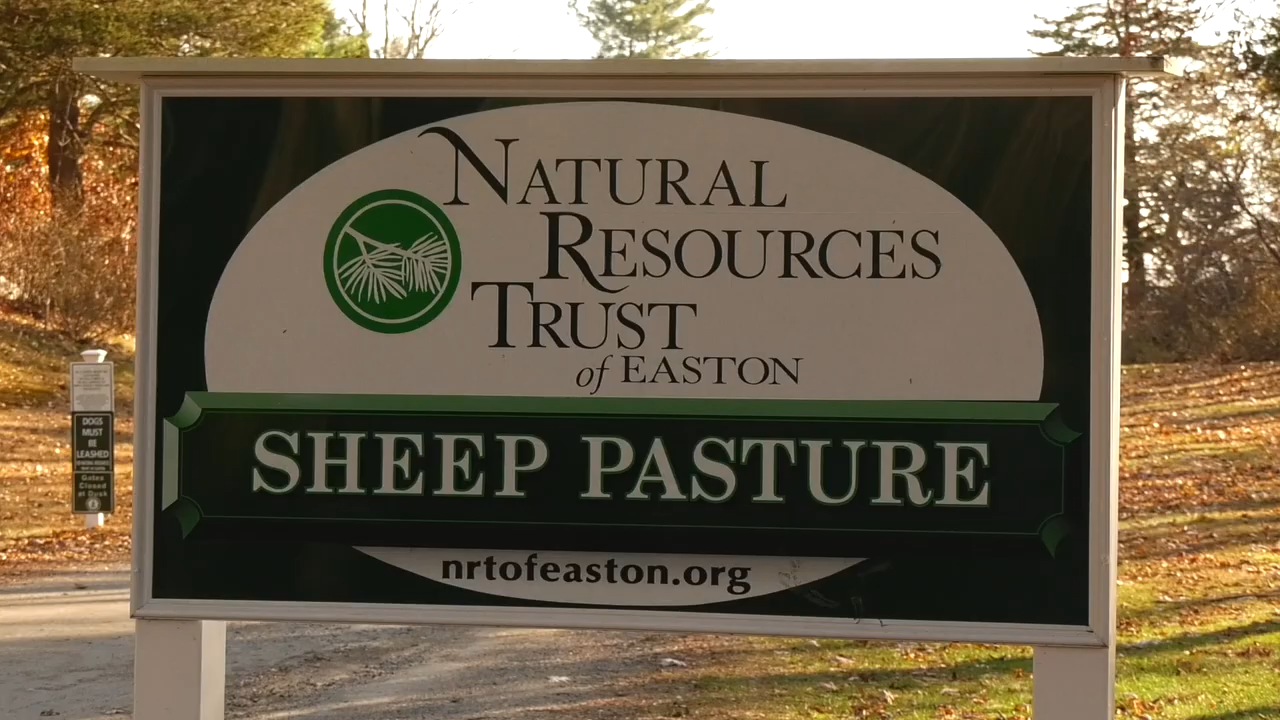 NATURAL
RESOURCES
TRUST
of EASTON
SHEEP PASTURE
nrtofeaston.org
DOGS
MUST
BE
LEASHED
Gates
Closed
at Dusk